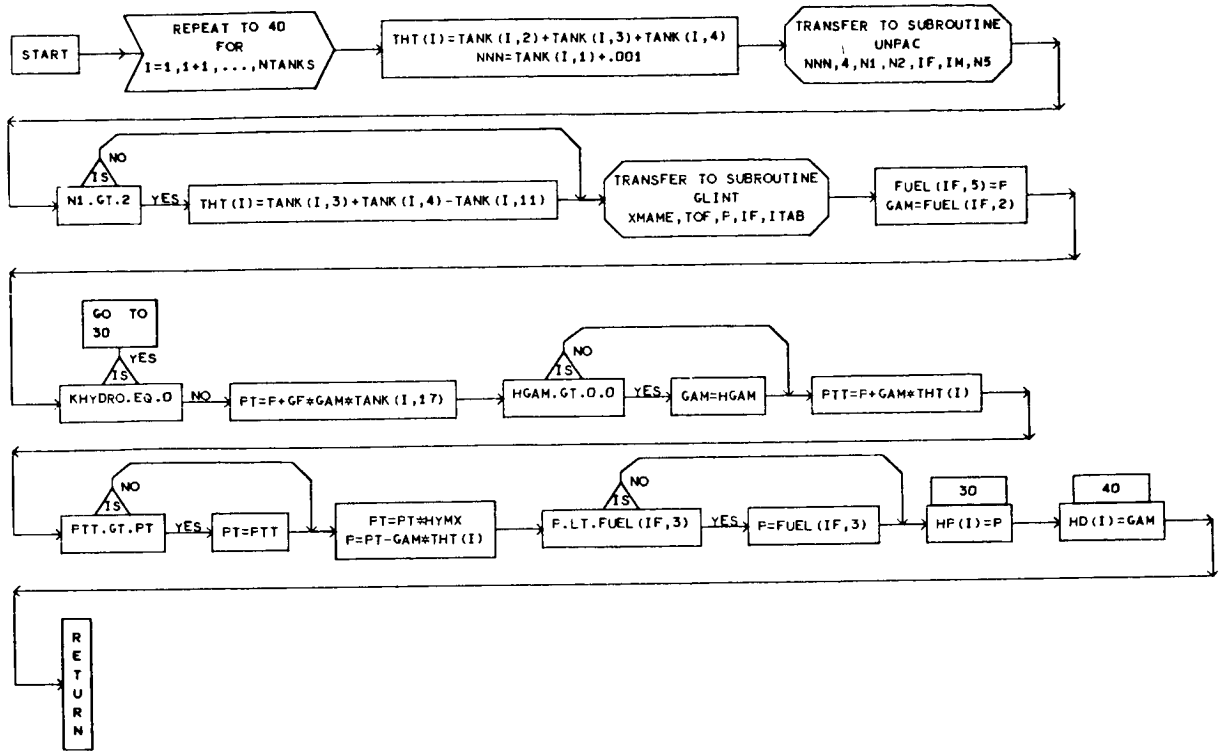 START
REPEAT TO 40
FOR
I=1,1+1,...,NTANKS
THT(I)=TANK(I,2)+TANK(I,3)+TANK(I,4)
NNN=TANK(I,1)+.001
TRANSFER TO SUBROUTINE
UNPAC
NNN,4,N1,N2,IF,IM,N5
NO
IS
N1.GT.2
YES
THT(I)=TANK(I,3)+TANK(I,4)-TANK(I,11)
TRANSFER TO SUBROUTINE
GLINT
XMAME,TOF,P,IF,ITAB
FUEL(IF,5)=P
GAM=FUEL(IF,2)
GO TO
30
YES
IS
KHYDRO.EQ.0
NO
PT=P+GF*GAM*TANK(I,17)
NO
IS
HGAM.GT.0.0
YES
GAM=HGAM
PTT=P+GAM*THT(I)
NO
IS
PTT.GT.PT
YES
PT=PTT
PT=PT*HYMX
P=PT-GAM*THT(I)
NO
IS
P.LT.FUEL(IF,3)
YES
P=FUEL(IF,3)
30
HP(I)=P
40
HD(I)=GAM
RETURN